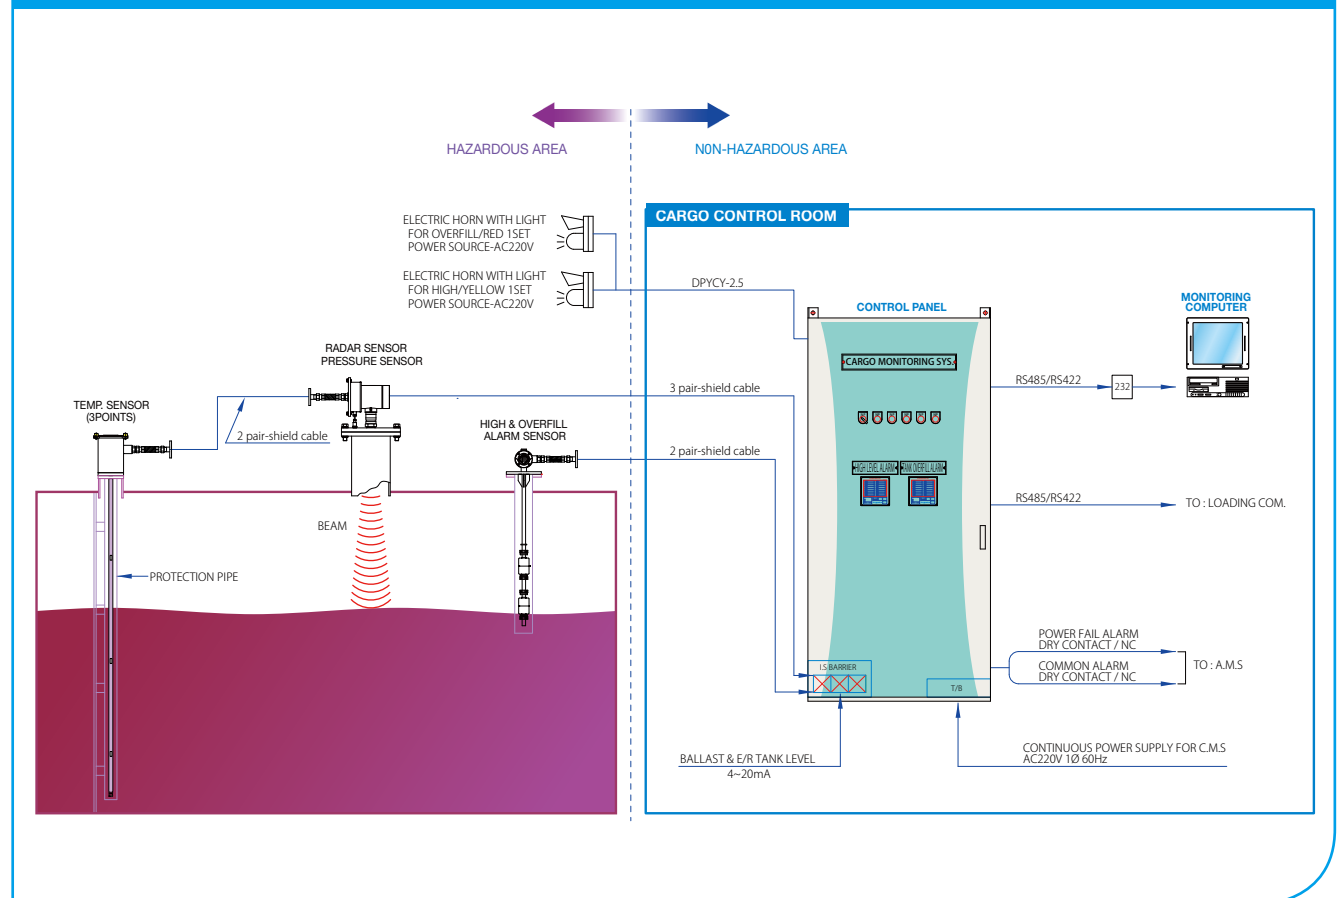 HAZARDOUS AREA
N0N-HAZARDOUS AREA
ELECTRIC HORN WITH LIGHT
FOR OVERFILL/RED 1SET
POWER SOURCE-AC220V
ELECTRIC HORN WITH LIGHT
FOR HIGH/YELLOW 1SET
POWER SOURCE-AC220V
CARGO CONTROL ROOM
DPYCY-2.5
CONTROL PANEL
MONITORING
COMPUTER
CARGO MONITORING SYS.
RADAR SENSOR
PRESSURE SENSOR
3 pair-shield cable
RS485/RS422
232
TEMP. SENSOR
(3POINTS)
2 pair-shield cable
HIGH & OVERFILL
ALARM SENSOR
2 pair-shield cable
HIGH LEVEL ALARM
TANK OVERFILL ALARM
RS485/RS422
TO : LOADING COM.
BEAM
PROTECTION PIPE
POWER FAIL ALARM
DRY CONTACT / NC
COMMON ALARM
DRY CONTACT / NC
TO : A.M.S
I.S BARRIER
T/B
BALLAST & E/R TANK LEVEL
4~20mA
CONTINUOUS POWER SUPPLY FOR C.M.S
AC220V 1Ø 60Hz